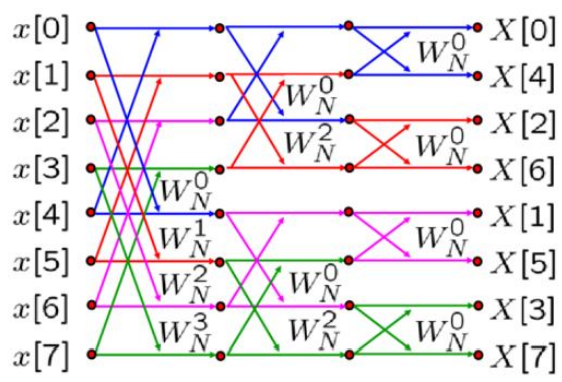 x[0] X[0]
W_N^0
x[1] X[4]
W_N^0
x[2] X[2]
W_N^2 W_N^0
x[3] X[6]
W_N^0
x[4] X[1]
W_N^1 W_N^0
x[5] X[5]
W_N^2 W_N^0
x[6] X[3]
W_N^3 W_N^2 W_N^0
x[7] X[7]